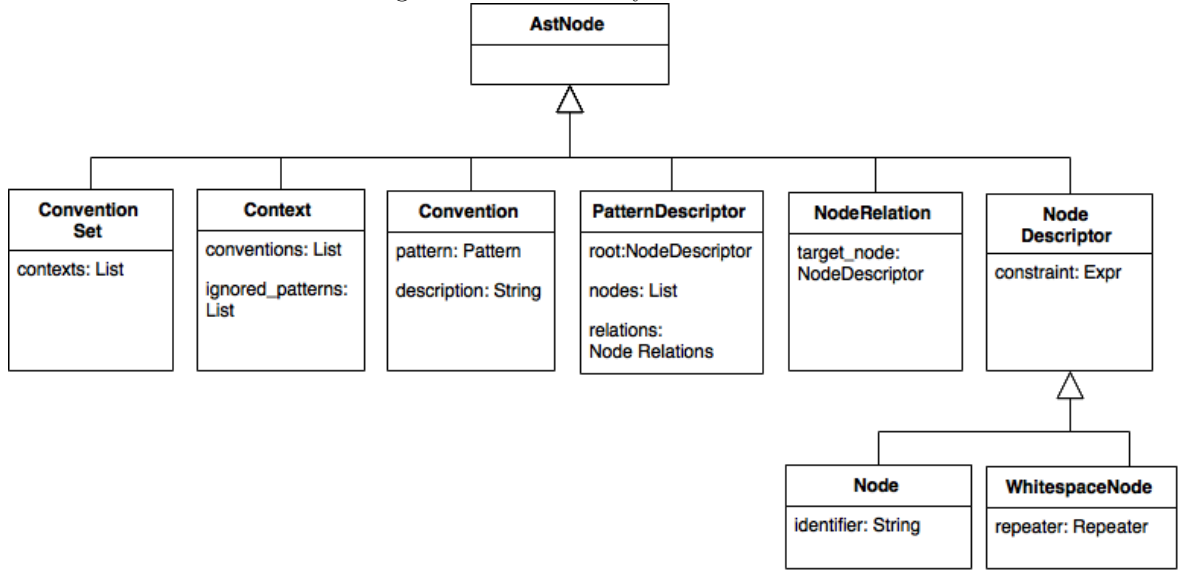 AstNode
Convention
Set
contexts: List
Context
conventions: List
ignored_patterns:
List
Convention
pattern: Pattern
description: String
PatternDescriptor
root:NodeDescriptor
nodes: List
relations:
Node Relations
NodeRelation
target_node:
NodeDescriptor
Node
Descriptor
constraint: Expr
Node
identifier: String
WhitespaceNode
repeater: Repeater